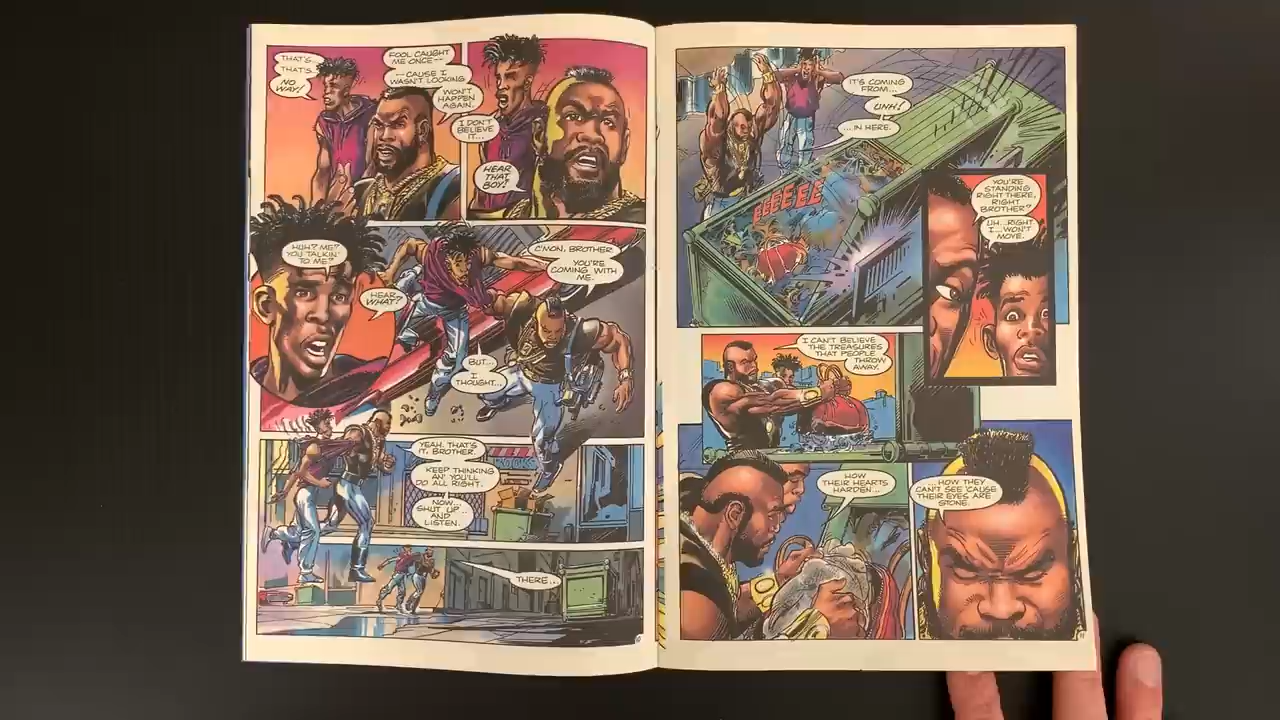 THAT'S...
THAT'S...
NO
WAY!
FOOL CAUGHT
ME ONCE--
--CAUSE I
WASN'T LOOKING.
WON'T
HAPPEN
AGAIN.
I DON'T
BELIEVE
IT...
HEAR
THAT
BOY?
HUH? ME?
YOU TALKIN'
TO ME?
HEAR
WHAT?
C'MON, BROTHER.
YOU'RE
COMING WITH
ME.
BUT...
I
THOUGHT...
YEAH. THAT'S
IT, BROTHER.
KEEP THINKING
AN' YOU'LL
DO ALL RIGHT.
NOW...
SHUT UP
AND
LISTEN.
THERE...
10
IT'S COMING
FROM...
UNH!
...IN HERE.
EEEEEE
YOU'RE
STANDING
RIGHT THERE,
RIGHT
BROTHER?
UH...RIGHT
I...WON'T
MOVE.
I CAN'T BELIEVE
THE TREASURES
THAT PEOPLE
THROW
AWAY.
HOW
THEIR HEARTS
HARDEN...
...HOW THEY
CAN'T SEE 'CAUSE
THEIR EYES ARE
STONE.
11